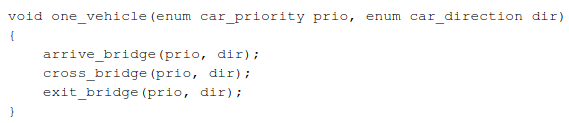 void one_vehicle(enum car_priority prio, enum car_direction dir)
{
    arrive_bridge(prio, dir);
    cross_bridge(prio, dir);
    exit_bridge(prio, dir);
}